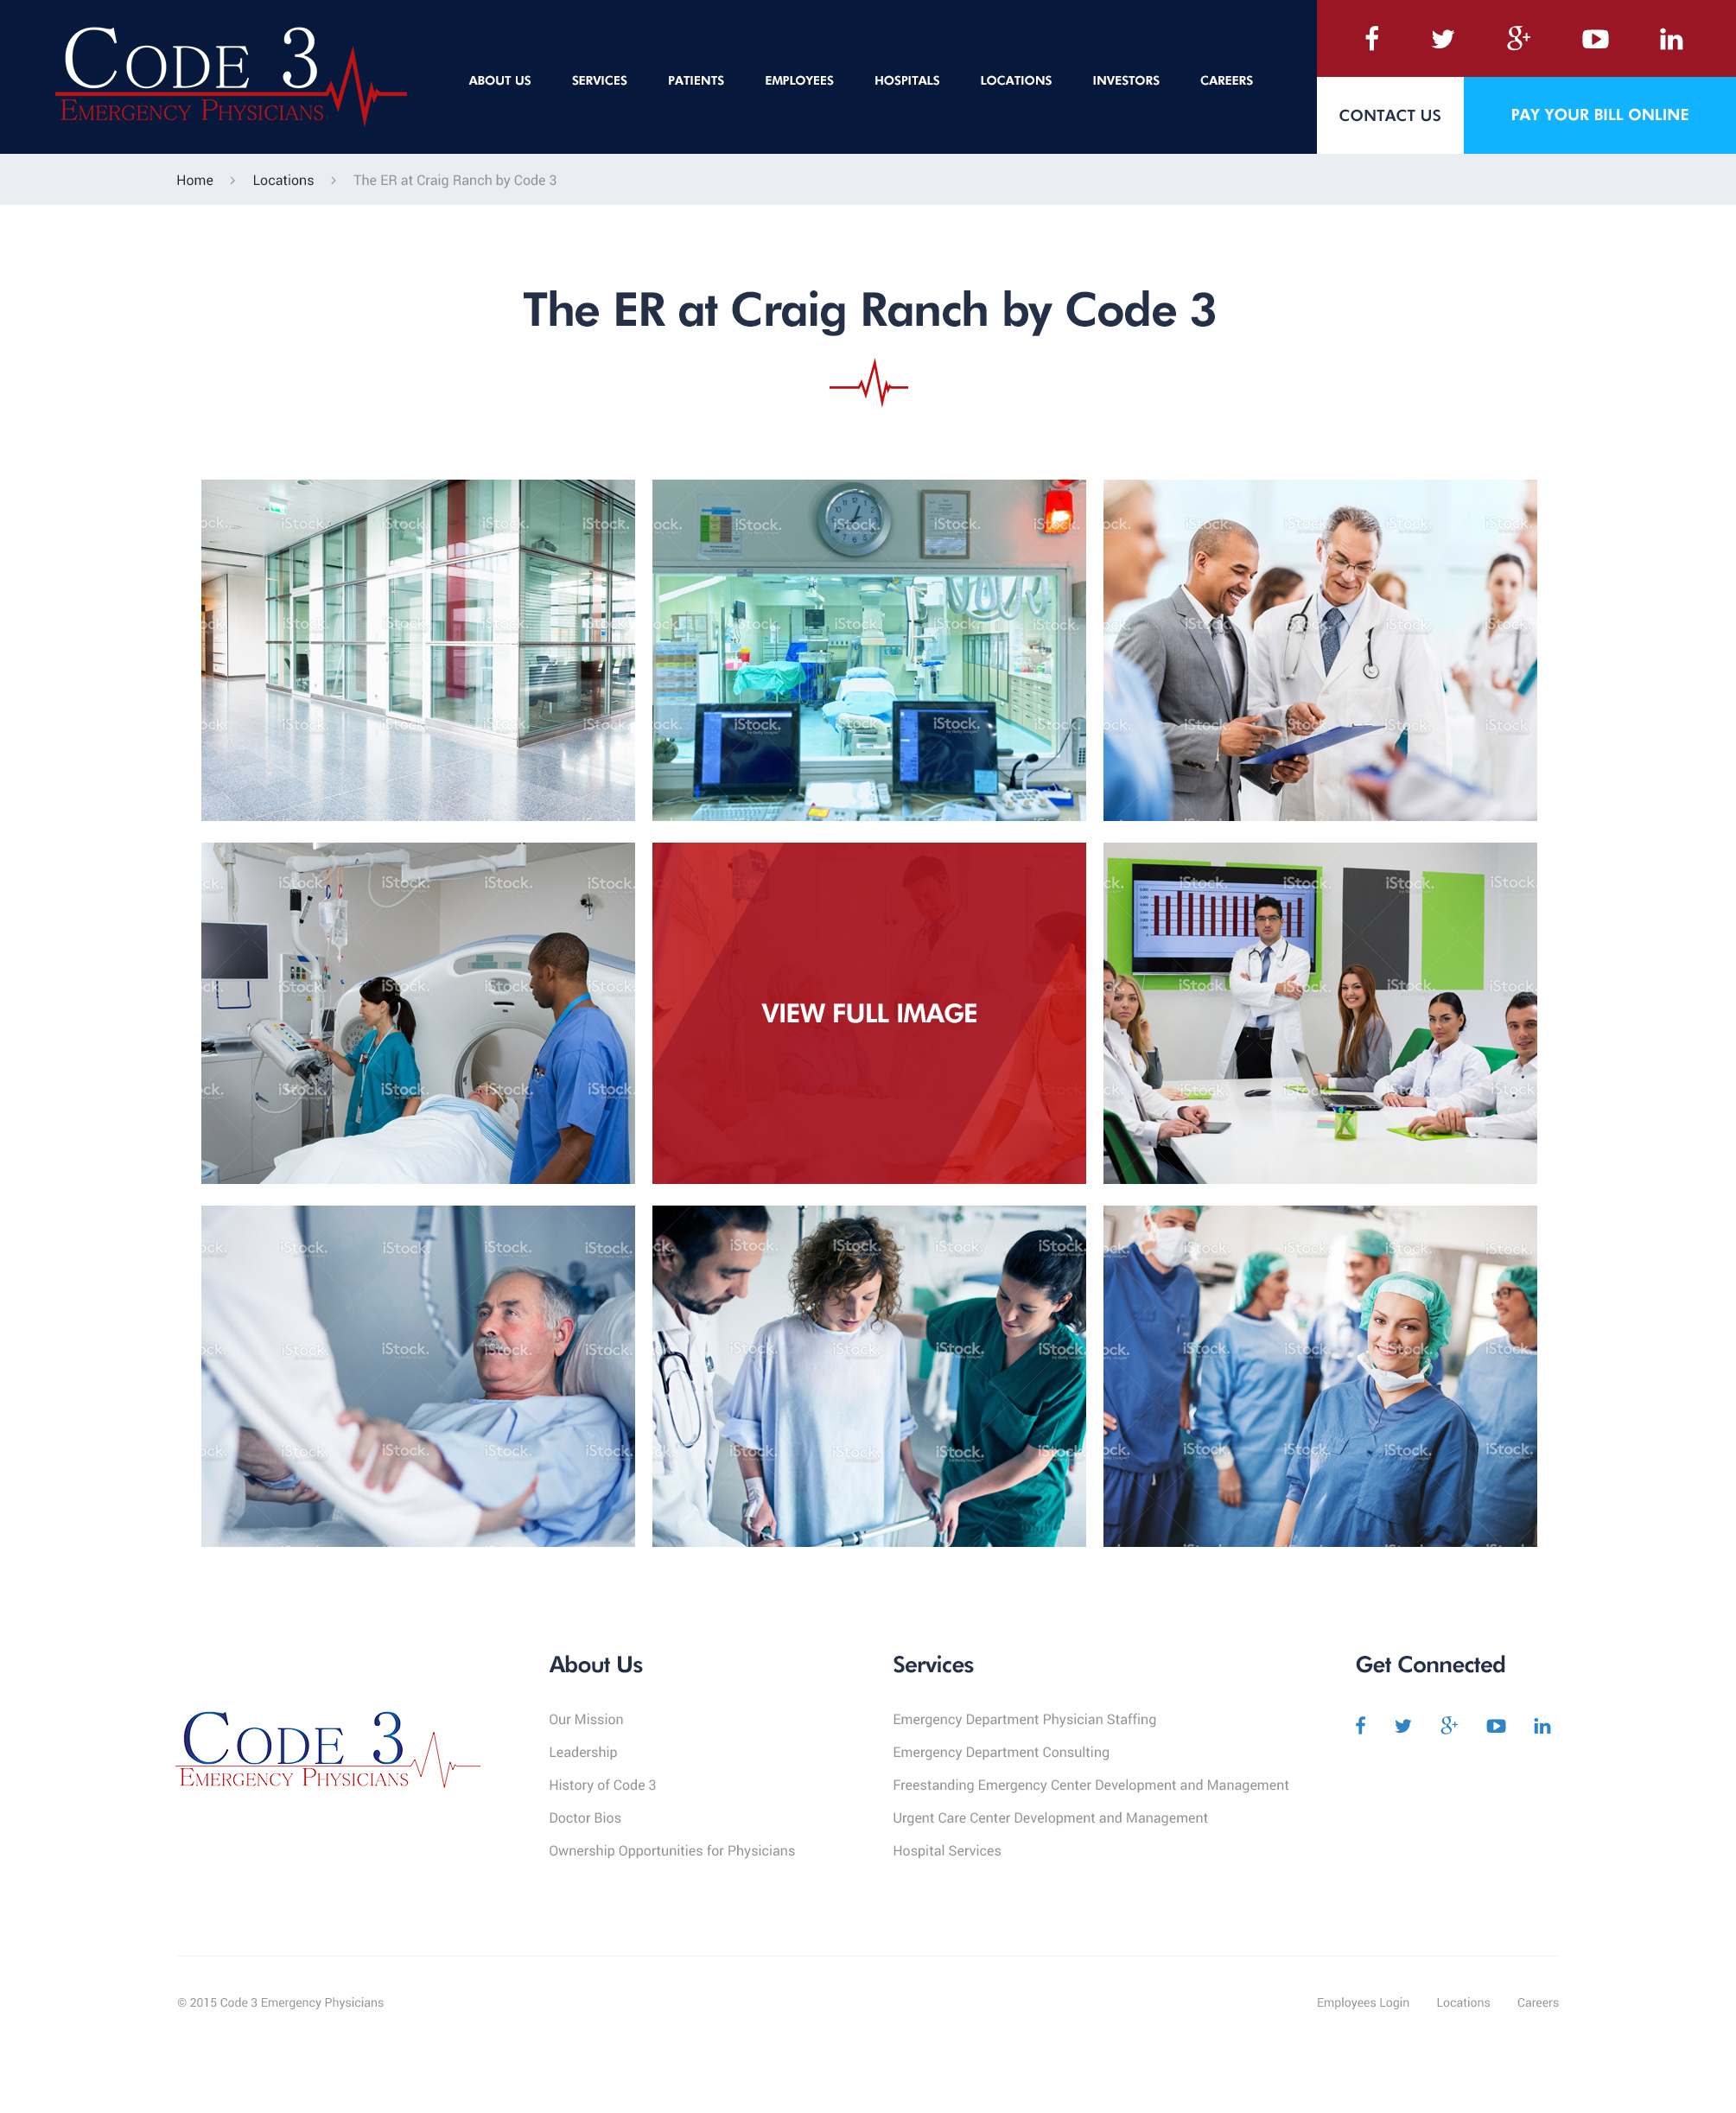 CODE 3
EMERGENCY PHYSICIANS
ABOUT US SERVICES PATIENTS EMPLOYEES HOSPITALS LOCATIONS INVESTORS CAREERS
CONTACT US
PAY YOUR BILL ONLINE
Home > Locations > The ER at Craig Ranch by Code 3
The ER at Craig Ranch by Code 3
iStock.
by Getty Images
VIEW FULL IMAGE
CODE 3
EMERGENCY PHYSICIANS
About Us
Our Mission
Leadership
History of Code 3
Doctor Bios
Ownership Opportunities for Physicians
Services
Emergency Department Physician Staffing
Emergency Department Consulting
Freestanding Emergency Center Development and Management
Urgent Care Center Development and Management
Hospital Services
Get Connected
© 2015 Code 3 Emergency Physicians
Employees Login Locations Careers